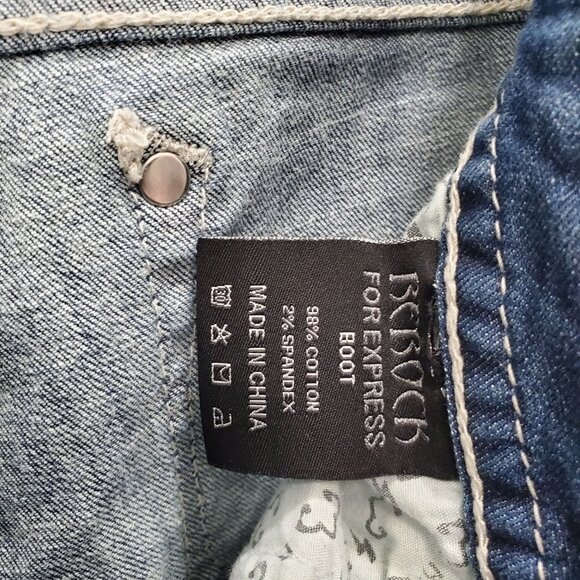 REROCK
FOR EXPRESS
BOOT
98% COTTON
2% SPANDEX
MADE IN CHINA